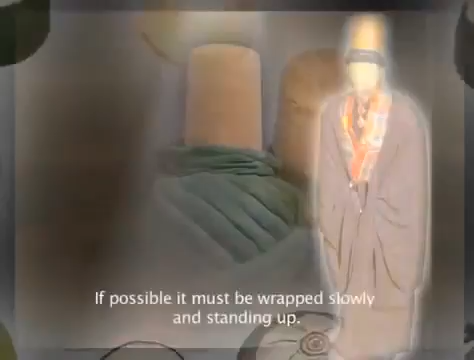 If possible it must be wrapped slowly
and standing up.